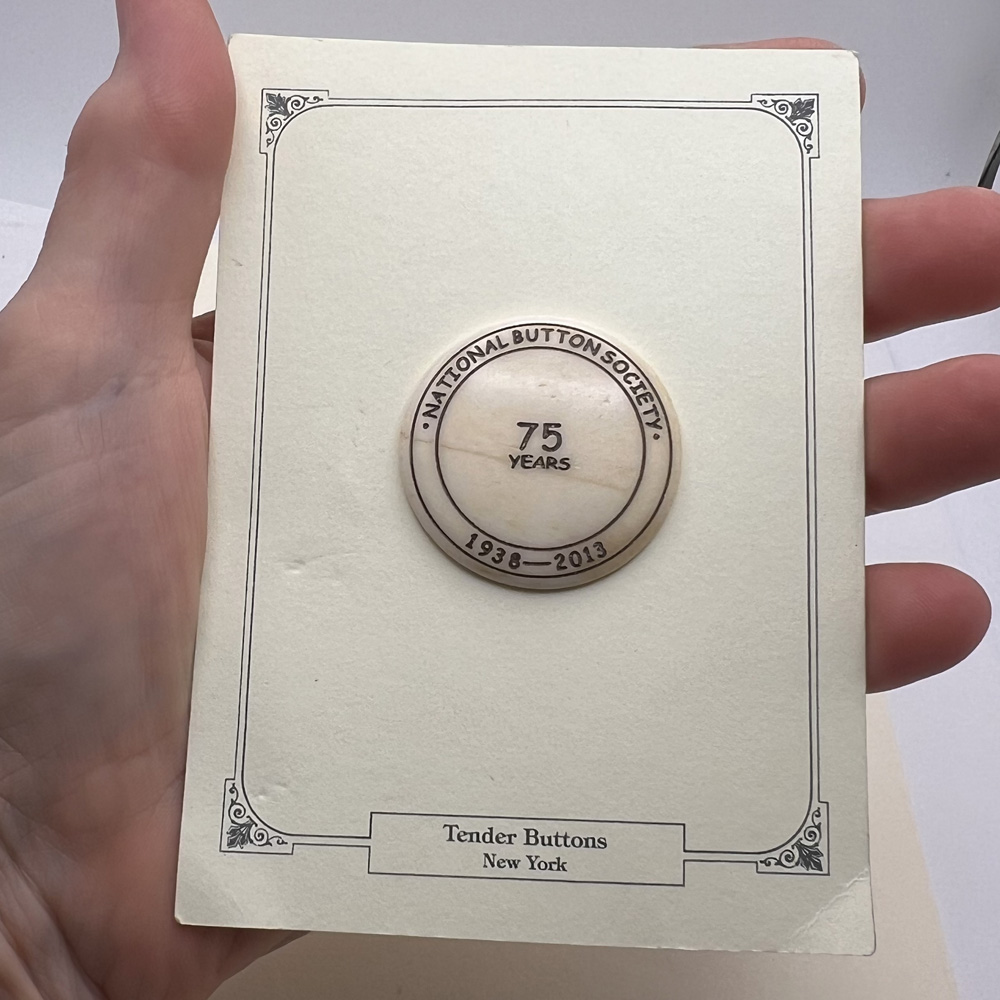 · NATIONAL BUTTON SOCIETY ·
75
YEARS
1938—2013
Tender Buttons
New York